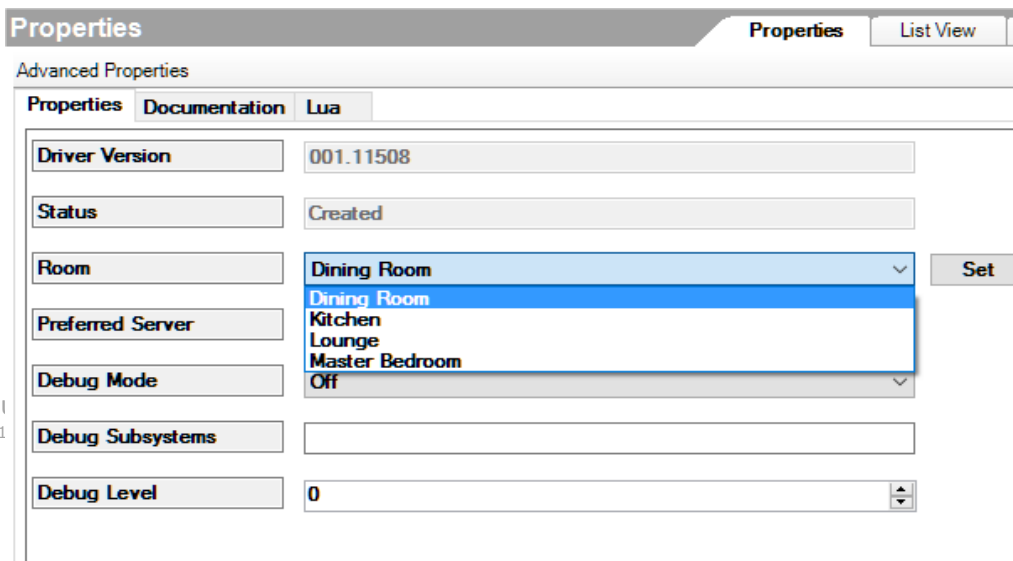 Properties
Properties
List View
Advanced Properties
Properties Documentation Lua
Driver Version
001.11508
Status
Created
Room
Dining Room
Set
Dining Room
Kitchen
Lounge
Master Bedroom
Preferred Server
Debug Mode
Off
Debug Subsystems
Debug Level
0